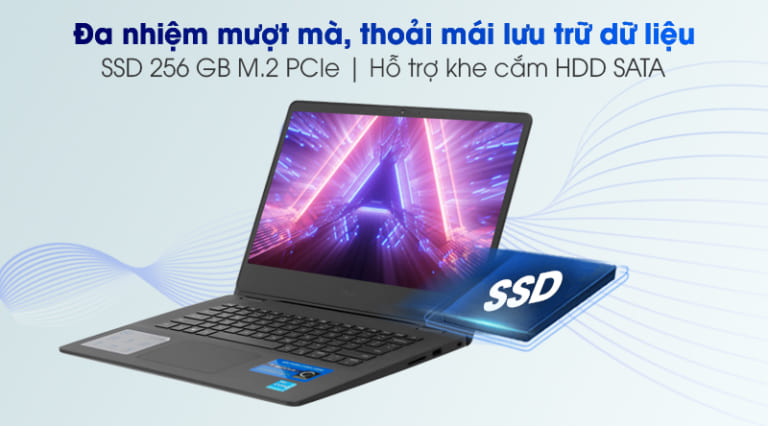 Đa nhiệm mượt mà, thoải mái lưu trữ dữ liệu
SSD 256 GB M.2 PCIe | Hỗ trợ khe cắm HDD SATA
SSD